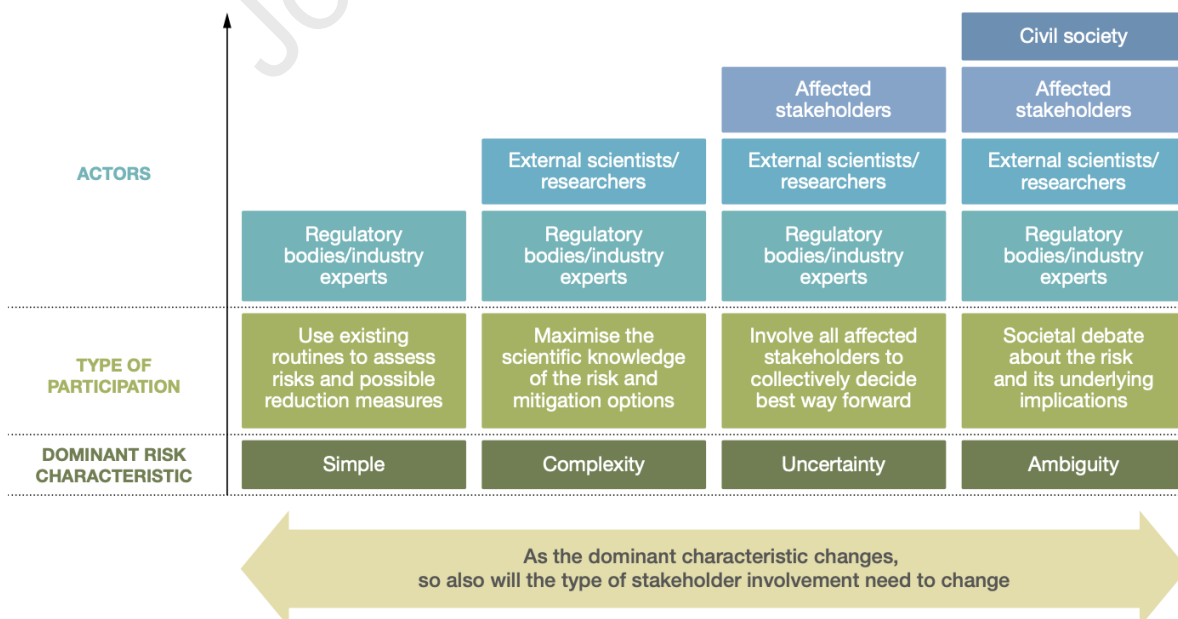 Jo
Civil society
Affected
stakeholders
Affected
stakeholders
ACTORS
External scientists/
researchers
External scientists/
researchers
External scientists/
researchers
Regulatory
bodies/industry
experts
Regulatory
bodies/industry
experts
Regulatory
bodies/industry
experts
Regulatory
bodies/industry
experts
TYPE OF
PARTICIPATION
Use existing
routines to assess
risks and possible
reduction measures
Maximise the
scientific knowledge
of the risk and
mitigation options
Involve all affected
stakeholders to
collectively decide
best way forward
Societal debate
about the risk
and its underlying
implications
DOMINANT RISK
CHARACTERISTIC
Simple
Complexity
Uncertainty
Ambiguity
As the dominant characteristic changes,
so also will the type of stakeholder involvement need to change